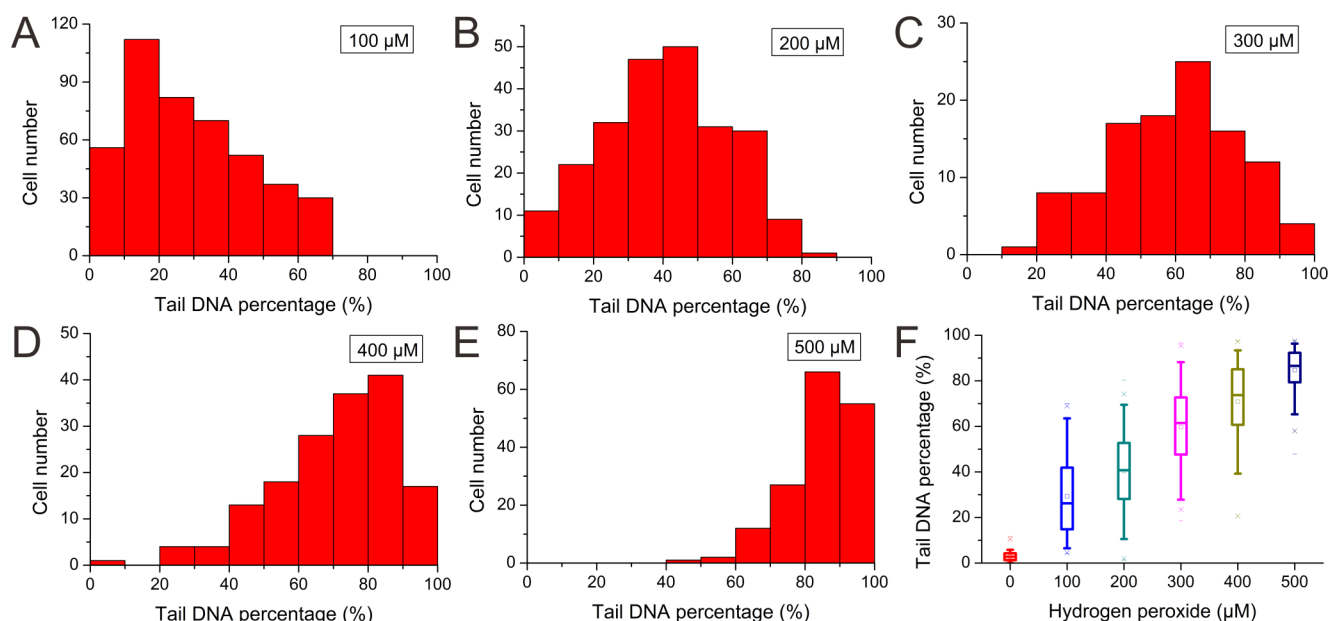 A
100 µM
120
90
60
30
0
Cell number
0 20 40 60 80 100
Tail DNA percentage (%)
B
200 µM
50
40
30
20
10
0
Cell number
0 20 40 60 80 100
Tail DNA percentage (%)
C
300 µM
30
20
10
0
Cell number
0 20 40 60 80 100
Tail DNA percentage (%)
D
400 µM
50
40
30
20
10
0
Cell number
0 20 40 60 80 100
Tail DNA percentage (%)
E
500 µM
80
60
40
20
0
Cell number
0 20 40 60 80 100
Tail DNA percentage (%)
F
100
80
60
40
20
0
Tail DNA percentage (%)
0 100 200 300 400 500
Hydrogen peroxide (µM)